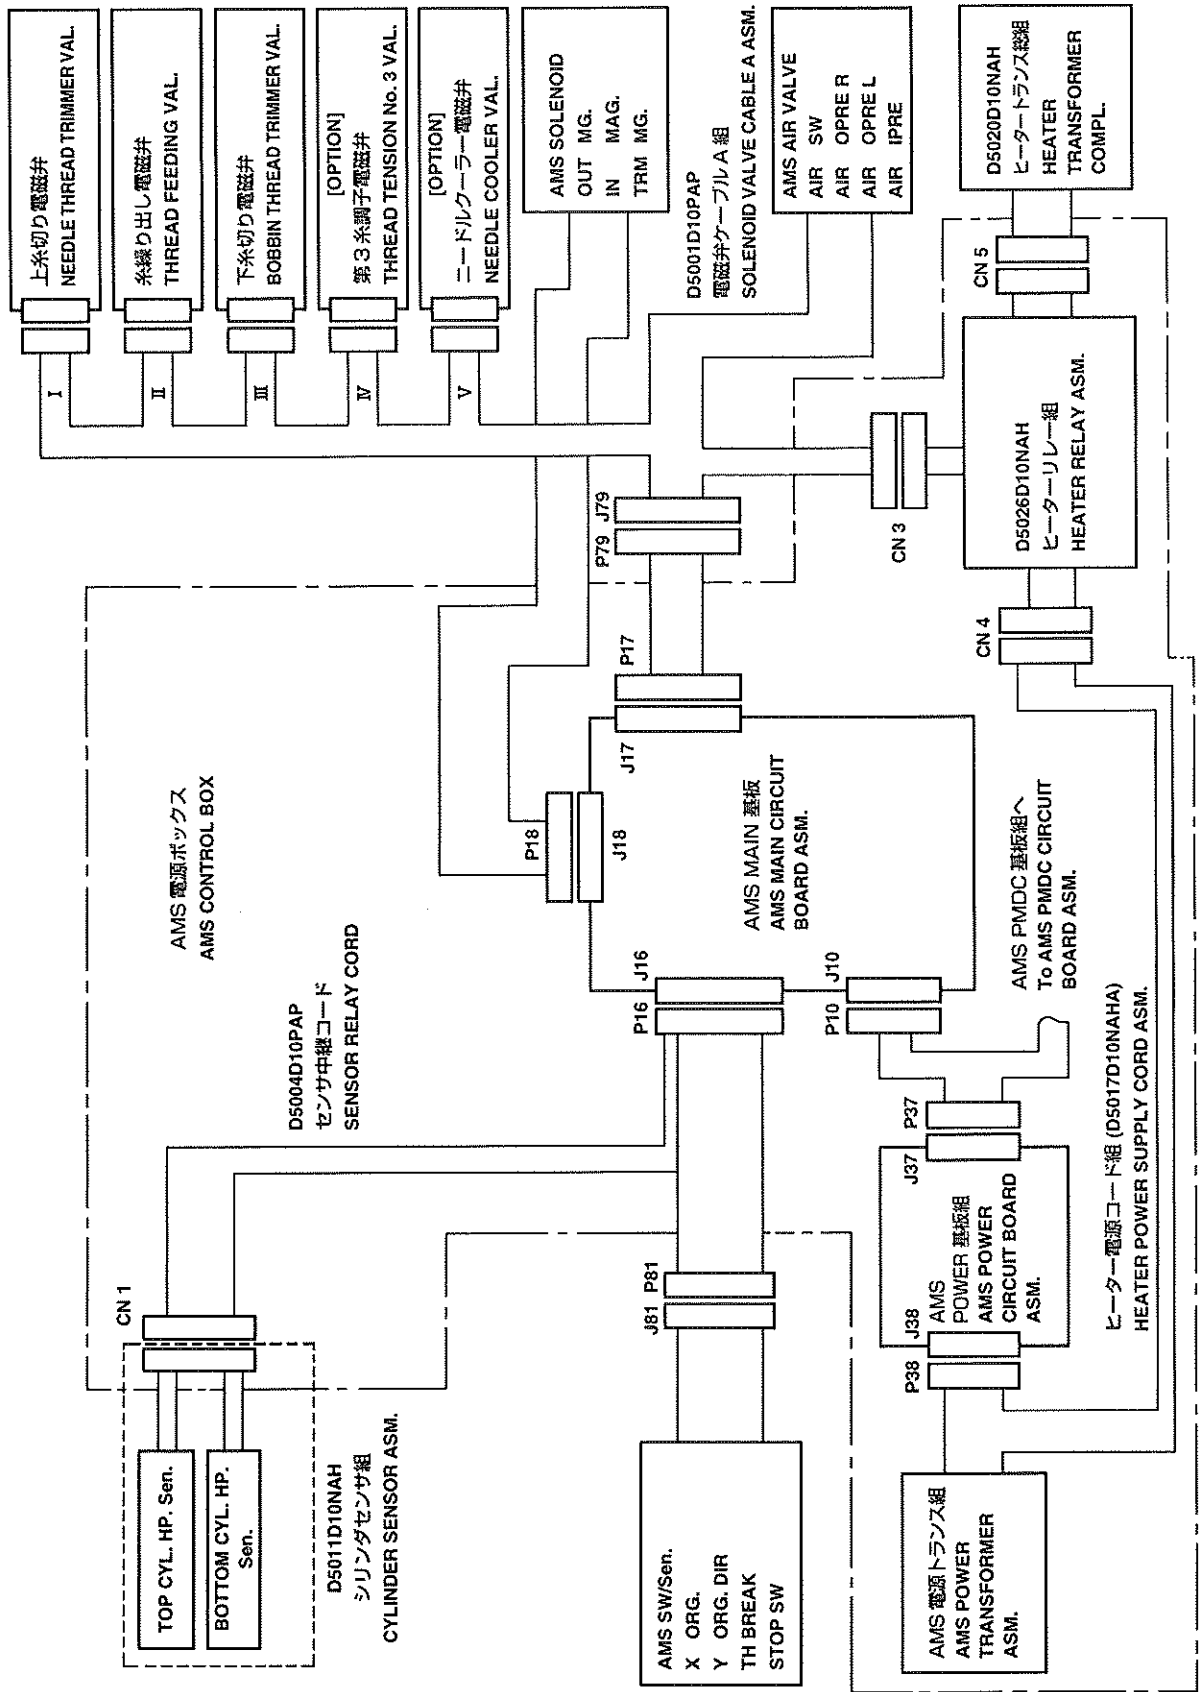 上糸切り電磁弁
NEEDLE THREAD TRIMMER VAL.
糸繰り出し電磁弁
THREAD FEEDING VAL.
下糸切り電磁弁
BOBBIN THREAD TRIMMER VAL.
[OPTION]
第3糸調子電磁弁
THREAD TENSION No. 3 VAL.
[OPTION]
ニードルクーラー電磁弁
NEEDLE COOLER VAL.
I
II
III
IV
V
AMS SOLENOID
OUT MG.
IN MAG.
TRM MG.
D5001D10PAP
電磁弁ケーブル A 組
SOLENOID VALVE CABLE A ASM.
AMS AIR VALVE
AIR SW
AIR OPRE R
AIR OPRE L
AIR IPRE
D5020D10NAH
ヒータートランス総組
HEATER
TRANSFORMER
COMPL.
CN 5
D5026D10NAH
ヒーターリレー組
HEATER RELAY ASM.
CN 3
CN 4
J79
P79
P17
J17
P18
J18
AMS 電源ボックス
AMS CONTROL BOX
AMS MAIN 基板
AMS MAIN CIRCUIT
BOARD ASM.
J16
P16
J10
P10
AMS PMDC 基板組へ
To AMS PMDC CIRCUIT
BOARD ASM.
D5004D10PAP
センサ中継コード
SENSOR RELAY CORD
CN 1
P81
J81
P37
J37
AMS
POWER 基板組
AMS POWER
CIRCUIT BOARD
ASM.
J38
P38
ヒーター電源コード組 (D5017D10NAHA)
HEATER POWER SUPPLY CORD ASM.
TOP CYL. HP. Sen.
BOTTOM CYL. HP.
Sen.
D5011D10NAH
シリンダセンサ組
CYLINDER SENSOR ASM.
AMS SW/Sen.
X ORG.
Y ORG. DIR
TH BREAK
STOP SW
AMS 電源トランス組
AMS POWER
TRANSFORMER
ASM.